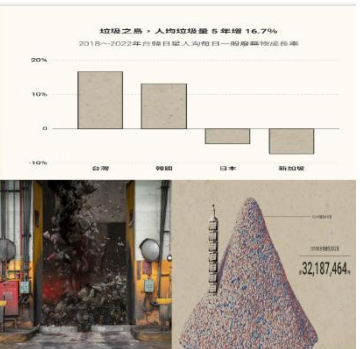 垃圾之島，人均垃圾量 5 年增 16.7%
2018～2022年台韓日星人均每日一般廢棄物成長率
20%
10%
0
-10%
台灣 韓國 日本 新加坡
32,187,464